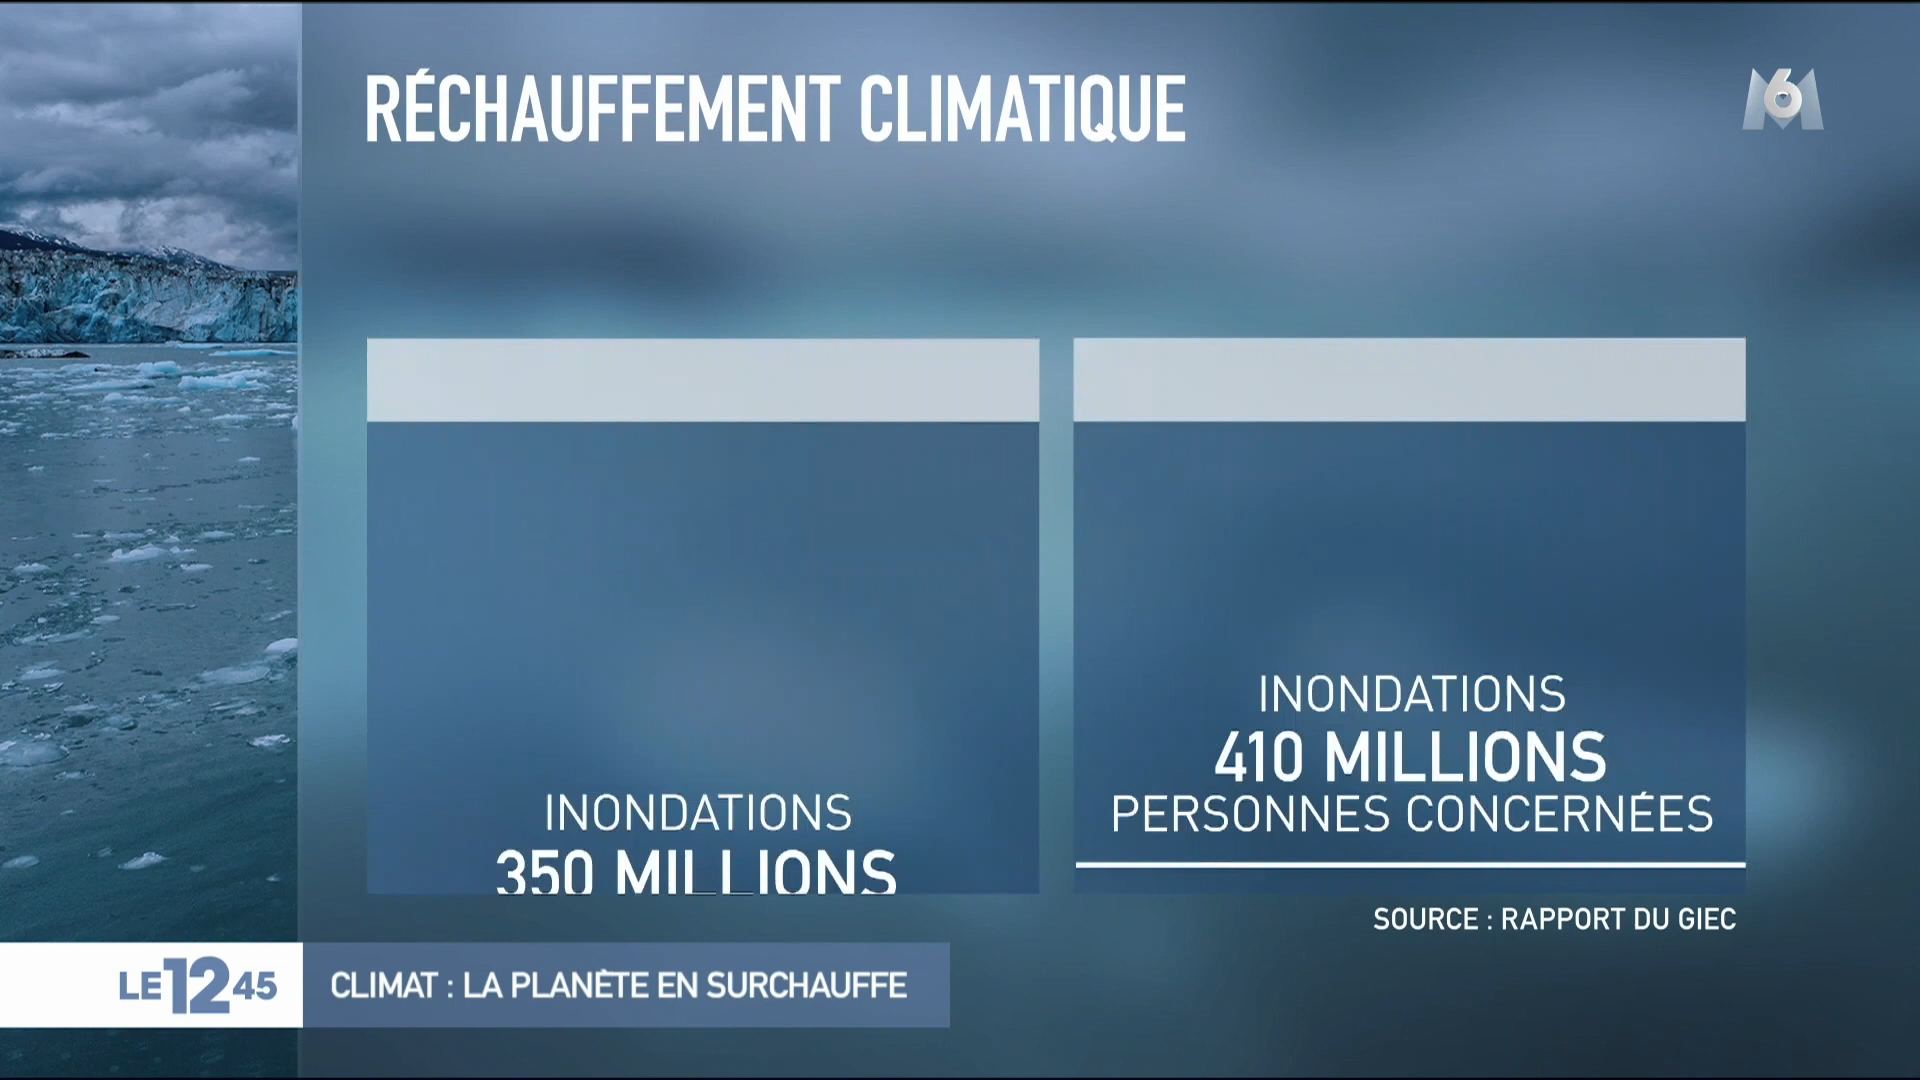 RÉCHAUFFEMENT CLIMATIQUE
M6
INONDATIONS
350 MILLIONS
INONDATIONS
410 MILLIONS
PERSONNES CONCERNÉES
SOURCE : RAPPORT DU GIEC
LE 12 45
CLIMAT : LA PLANÈTE EN SURCHAUFFE